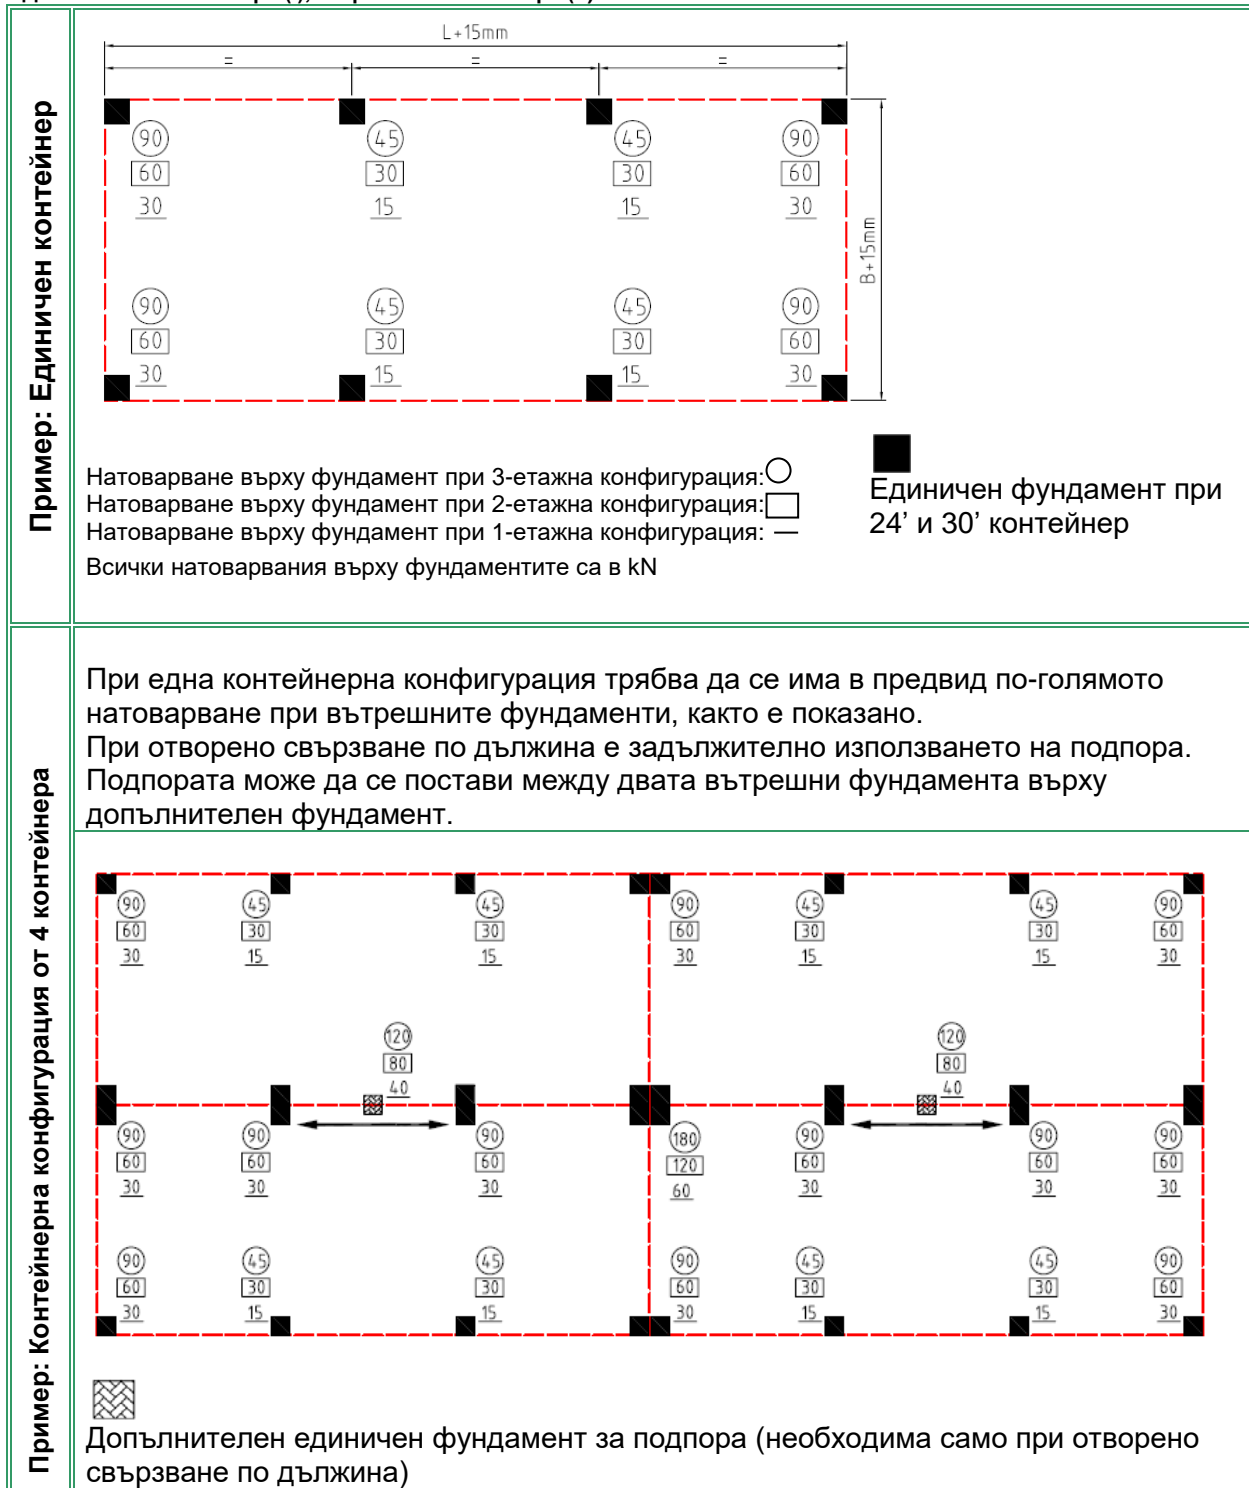 Пример: Единичен контейнер
L+15mm
= = =
90 45 45 90
60 30 30 60
30 15 15 30
B+15mm
90 45 45 90
60 30 30 60
30 15 15 30
Натоварване върху фундамент при 3-етажна конфигурация:
Натоварване върху фундамент при 2-етажна конфигурация:
Натоварване върху фундамент при 1-етажна конфигурация:
Всички натоварвания върху фундаментите са в kN
Единичен фундамент при
24’ и 30’ контейнер
Пример: Контейнерна конфигурация от 4 контейнера
При една контейнерна конфигурация трябва да се има в предвид по-голямото
натоварване при вътрешните фундаменти, както е показано.
При отворено свързване по дължина е задължително използването на подпора.
Подпората може да се постави между двата вътрешни фундамента върху
допълнителен фундамент.
90 45 45 90 45 45 90
60 30 30 60 30 30 60
30 15 15 30 15 15 30
120 120
80 80
40 40
90 90 90 180 90 90 90
60 60 60 120 60 60 60
30 30 30 60 30 30 30
90 45 45 90 45 45 90
60 30 30 60 30 30 60
30 15 15 30 15 15 30
Допълнителен единичен фундамент за подпора (необходима само при отворено
свързване по дължина)